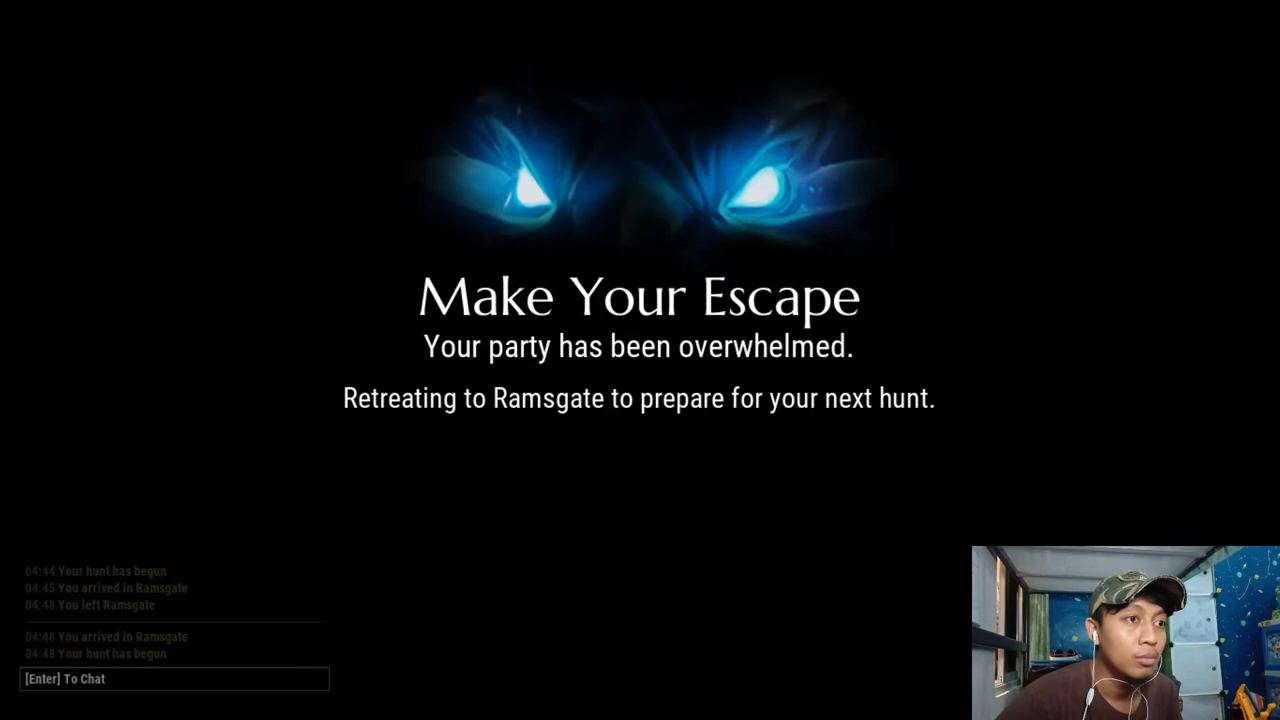 Make Your Escape
Your party has been overwhelmed.
Retreating to Ramsgate to prepare for your next hunt.
04:44 Your hunt has begun
04:45 You arrived in Ramsgate
04:48 You left Ramsgate
04:48 You arrived in Ramsgate
04:48 Your hunt has begun
[Enter] To Chat